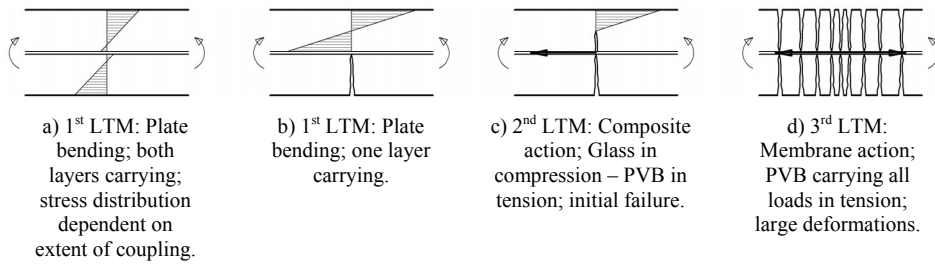 a) 1st LTM: Plate
bending; both
layers carrying;
stress distribution
dependent on
extent of coupling.
b) 1st LTM: Plate
bending; one layer
carrying.
c) 2nd LTM: Composite
action; Glass in
compression – PVB in
tension; initial failure.
d) 3rd LTM:
Membrane action;
PVB carrying all
loads in tension;
large deformations.